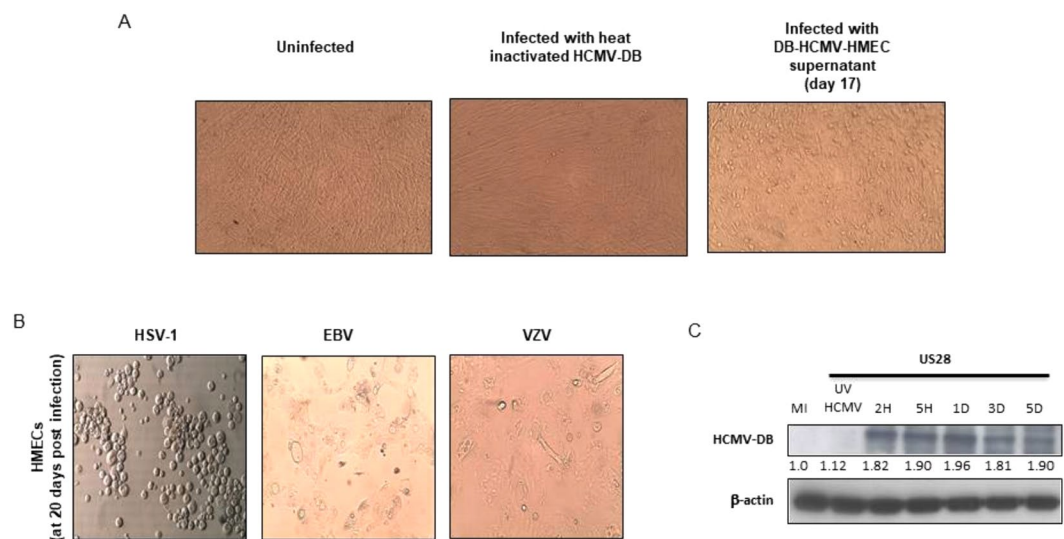 A
Uninfected
Infected with heat
inactivated HCMV-DB
Infected with
DB-HCMV-HMEC
supernatant
(day 17)
B
HSV-1
EBV
VZV
HMECs
(at 20 days post infection)
C
US28
MI
UV
HCMV
2H
5H
1D
3D
5D
HCMV-DB
1.0 1.12 1.82 1.90 1.96 1.81 1.90
β-actin